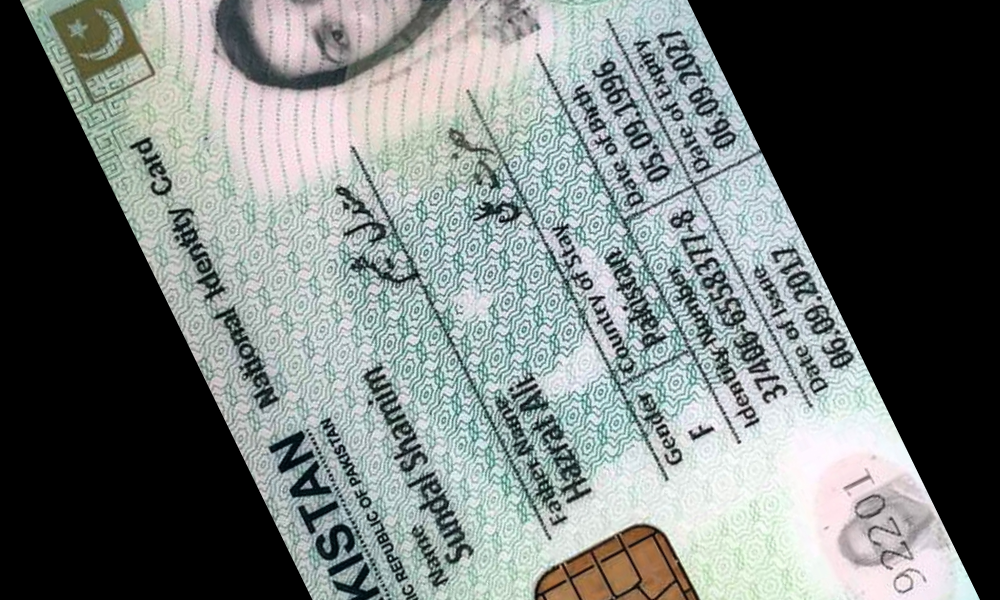 KISTAN National Identity Card
IC REPUBLIC OF PAKISTAN
Name
Sundal Shamim
Father Name
Hazrat Ali
Gender Country of Stay
F Pakistan
Identity Number Date of Birth
37406-6558377-8 05.09.1996
Date of Issue Date of Expiry
06.09.2017 06.09.2027